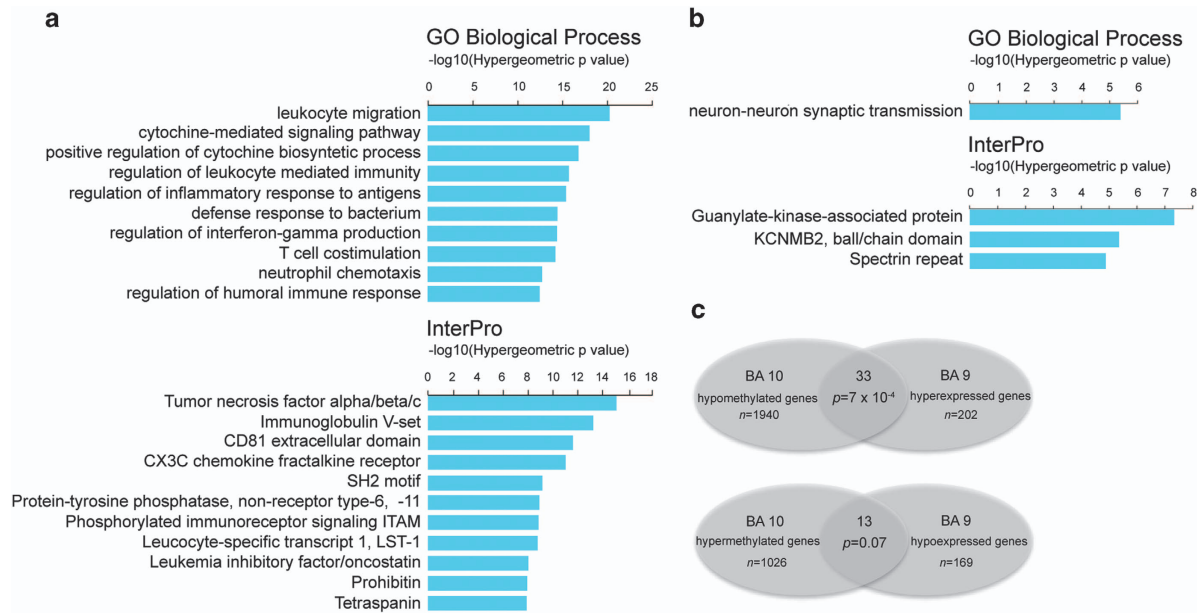 a
GO Biological Process
-log10(Hypergeometric p value)
0 5 10 15 20 25
leukocyte migration
cytochine-mediated signaling pathway
positive regulation of cytochine biosyntetic process
regulation of leukocyte mediated immunity
regulation of inflammatory response to antigens
defense response to bacterium
regulation of interferon-gamma production
T cell costimulation
neutrophil chemotaxis
regulation of humoral immune response
InterPro
-log10(Hypergeometric p value)
0 2 4 6 8 10 12 14 16 18
Tumor necrosis factor alpha/beta/c
Immunoglobulin V-set
CD81 extracellular domain
CX3C chemokine fractalkine receptor
SH2 motif
Protein-tyrosine phosphatase, non-receptor type-6, -11
Phosphorylated immunoreceptor signaling ITAM
Leucocyte-specific transcript 1, LST-1
Leukemia inhibitory factor/oncostatin
Prohibitin
Tetraspanin
b
GO Biological Process
-log10(Hypergeometric p value)
0 1 2 3 4 5 6
neuron-neuron synaptic transmission
InterPro
-log10(Hypergeometric p value)
0 1 2 3 4 5 6 7 8
Guanylate-kinase-associated protein
KCNMB2, ball/chain domain
Spectrin repeat
c
BA 10
hypomethylated genes
n=1940
33
p=7 x 10⁻⁴
BA 9
hyperexpressed genes
n=202
BA 10
hypermethylated genes
n=1026
13
p=0.07
BA 9
hypoexpressed genes
n=169